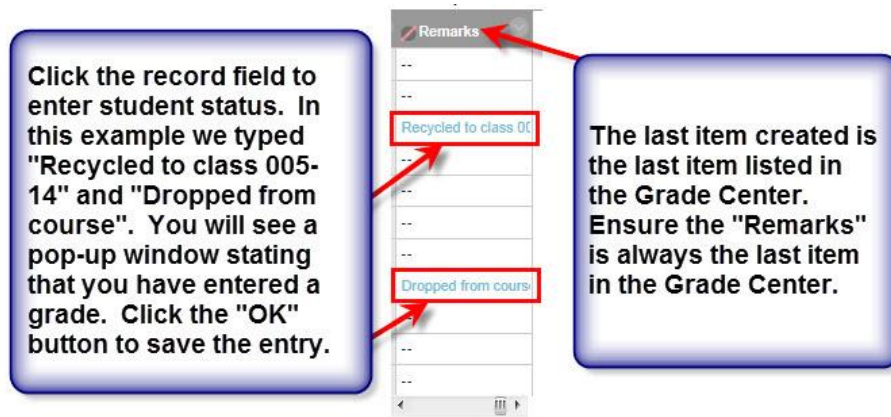 Click the record field to
enter student status. In
this example we typed
"Recycled to class 005-
14" and "Dropped from
course". You will see a
pop-up window stating
that you have entered a
grade. Click the "OK"
button to save the entry.
Remarks
--
--
Recycled to class 00
--
--
--
--
Dropped from cours
--
--
--
The last item created is
the last item listed in
the Grade Center.
Ensure the "Remarks"
is always the last item
in the Grade Center.